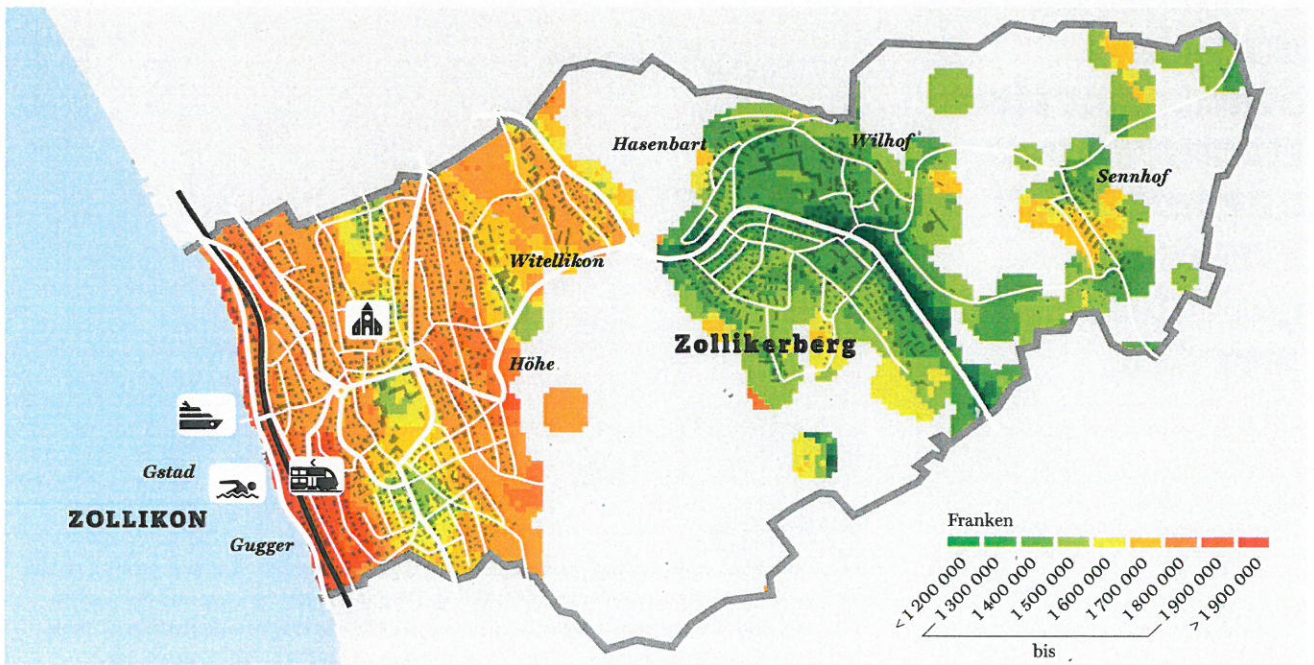 Hasenbart
Wilhof
Sennhof
Witellikon
Zollikerberg
Höhe
Gstad
ZOLLIKON
Gugger
Franken
< 1 200 000
1 300 000
1 400 000
1 500 000
1 600 000
1 700 000
1 800 000
1 900 000
> 1 900 000
bis